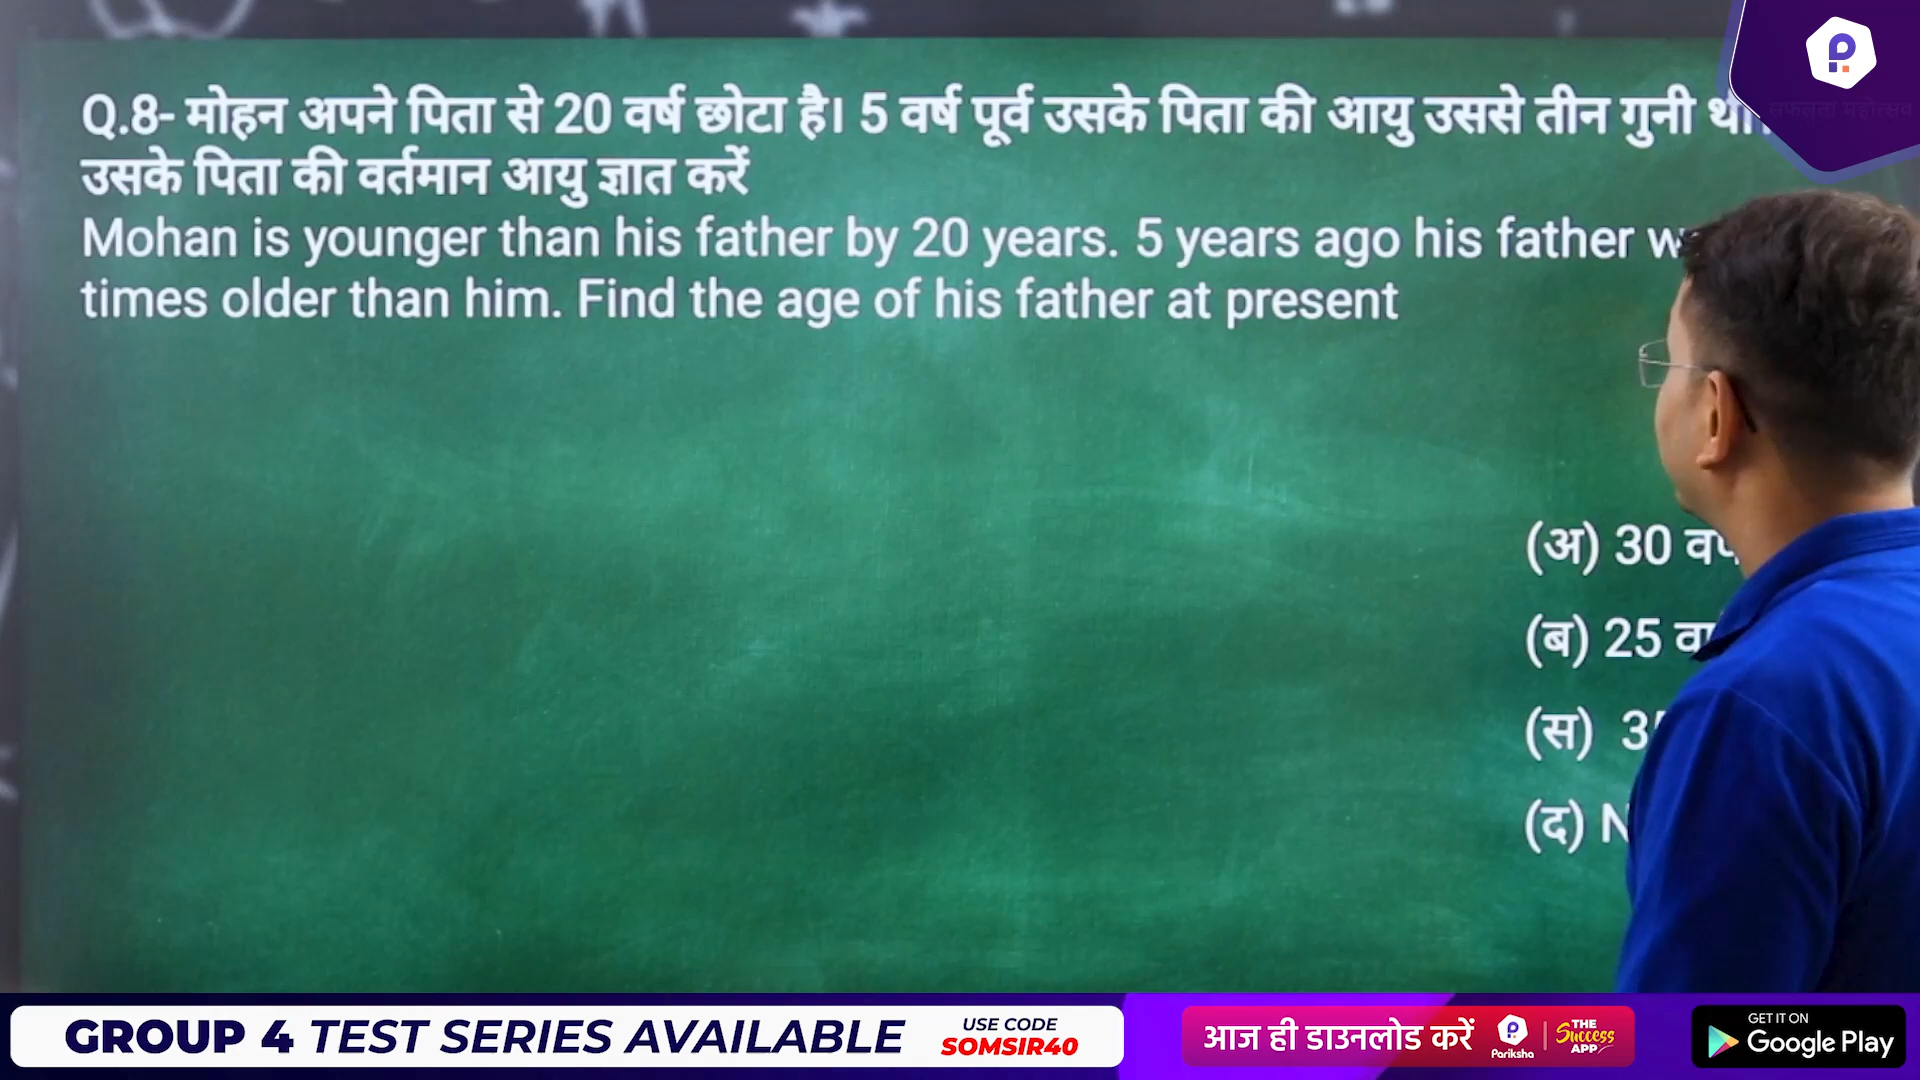 Q.8- मोहन अपने पिता से 20 वर्ष छोटा है। 5 वर्ष पूर्व उसके पिता की आयु उससे तीन गुनी
उसके पिता की वर्तमान आयु ज्ञात करें
Mohan is younger than his father by 20 years. 5 years ago his father
times older than him. Find the age of his father at present
(अ) 30
(ब) 25
(स)
(द)
GROUP 4 TEST SERIES AVAILABLE
USE CODE
SOMSIR40
आज ही डाउनलोड करें
Pariksha
THE
Success
APP
GET IT ON
Google Play